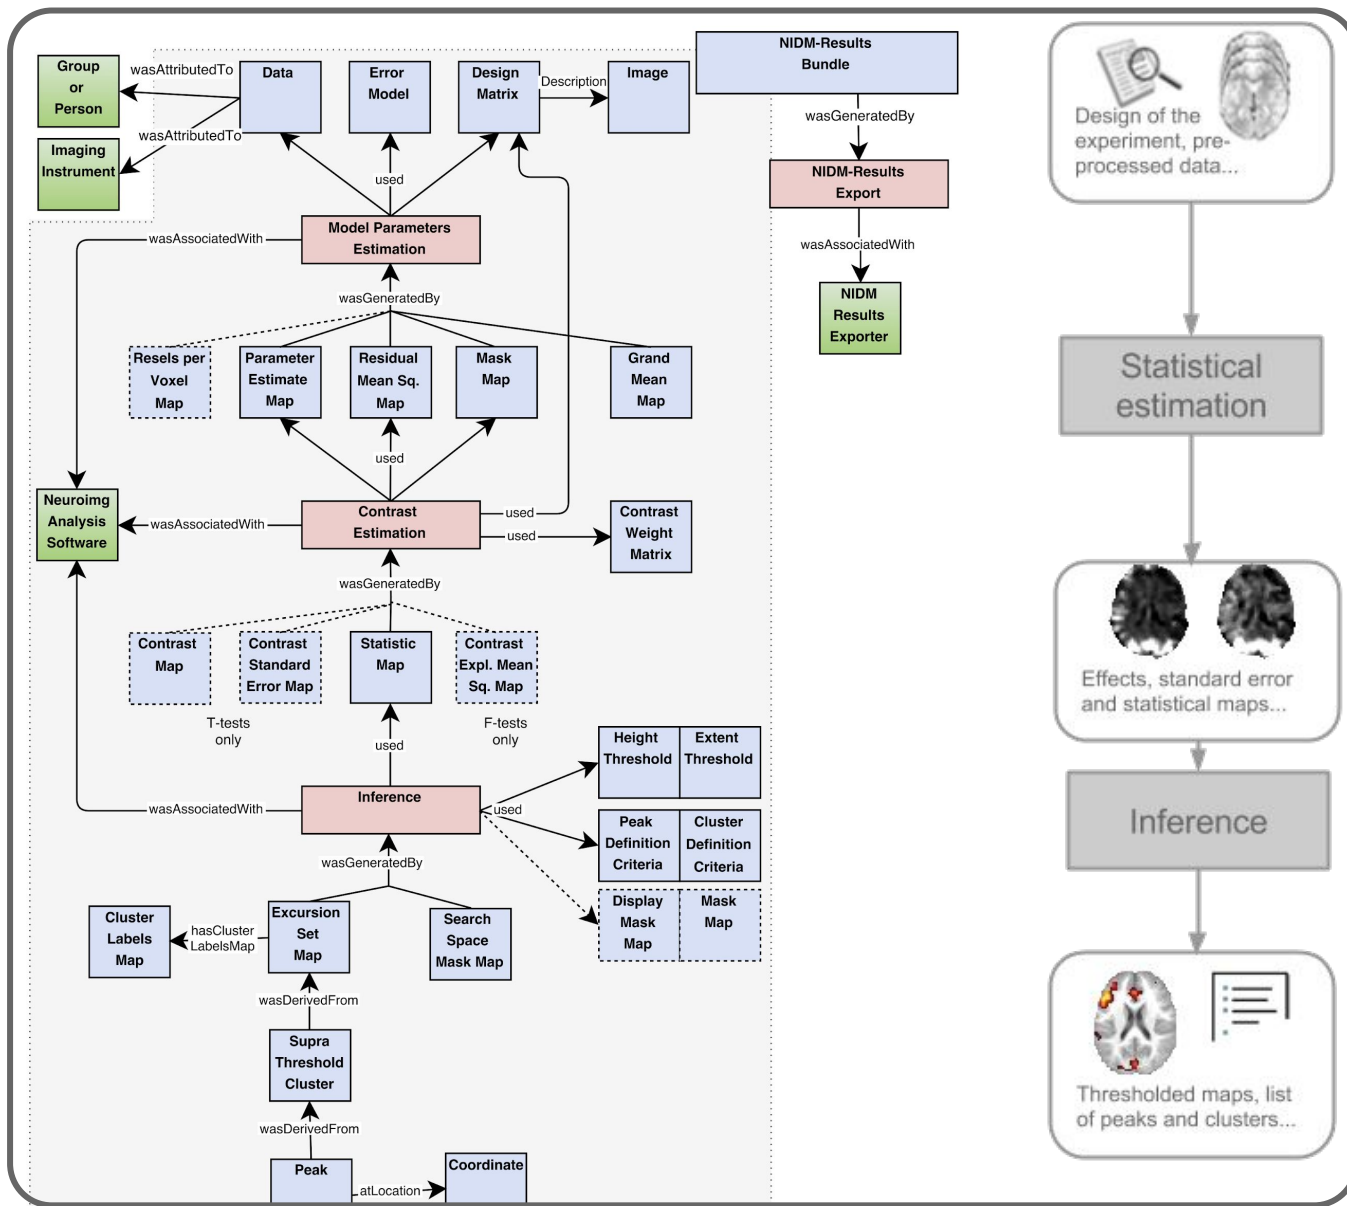 Group
or
Person
Imaging
Instrument
wasAttributedTo
wasAttributedTo
Data
Error
Model
Design
Matrix
Description
Image
NIDM-Results
Bundle
wasGeneratedBy
NIDM-Results
Export
wasAssociatedWith
NIDM
Results
Exporter
used
Model Parameters
Estimation
wasAssociatedWith
wasGeneratedBy
Resels per
Voxel
Map
Parameter
Estimate
Map
Residual
Mean Sq.
Map
Mask
Map
Grand
Mean
Map
used
Neuroimg
Analysis
Software
wasAssociatedWith
Contrast
Estimation
used
used
Contrast
Weight
Matrix
wasGeneratedBy
Contrast
Map
Contrast
Standard
Error Map
Statistic
Map
Contrast
Expl. Mean
Sq. Map
T-tests
only
F-tests
only
used
Height
Threshold
Extent
Threshold
wasAssociatedWith
Inference
used
Peak
Definition
Criteria
Cluster
Definition
Criteria
wasGeneratedBy
Display
Mask
Map
Mask
Map
Cluster
Labels
Map
hasCluster
LabelsMap
Excursion
Set
Map
Search
Space
Mask Map
wasDerivedFrom
Supra
Threshold
Cluster
wasDerivedFrom
Peak
atLocation
Coordinate
Design of the
experiment, pre-
processed data...
Statistical
estimation
Effects, standard error
and statistical maps...
Inference
Thresholded maps, list
of peaks and clusters...